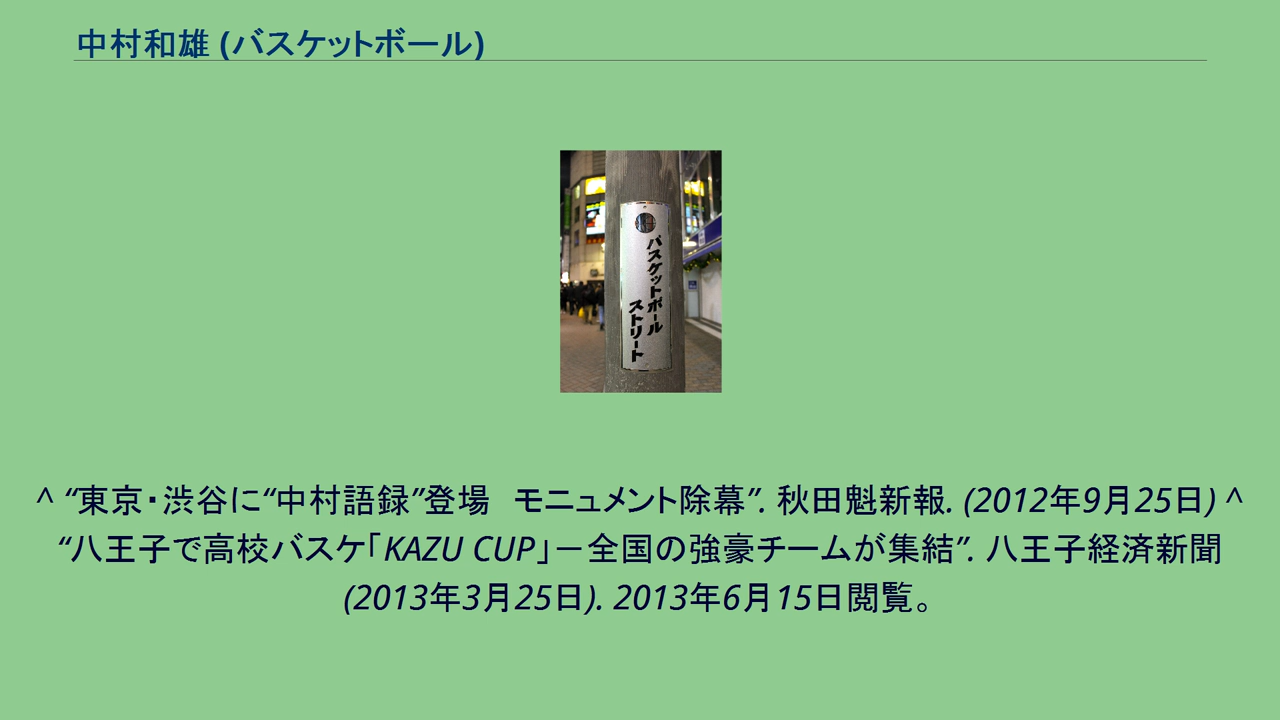 中村和雄 (バスケットボール)
バスケットボール
ストリート
^ “東京・渋谷に“中村語録”登場　モニュメント除幕”. 秋田魁新報. (2012年9月25日) ^
“八王子で高校バスケ「KAZU CUP」－全国の強豪チームが集結”. 八王子経済新聞
(2013年3月25日). 2013年6月15日閲覧。